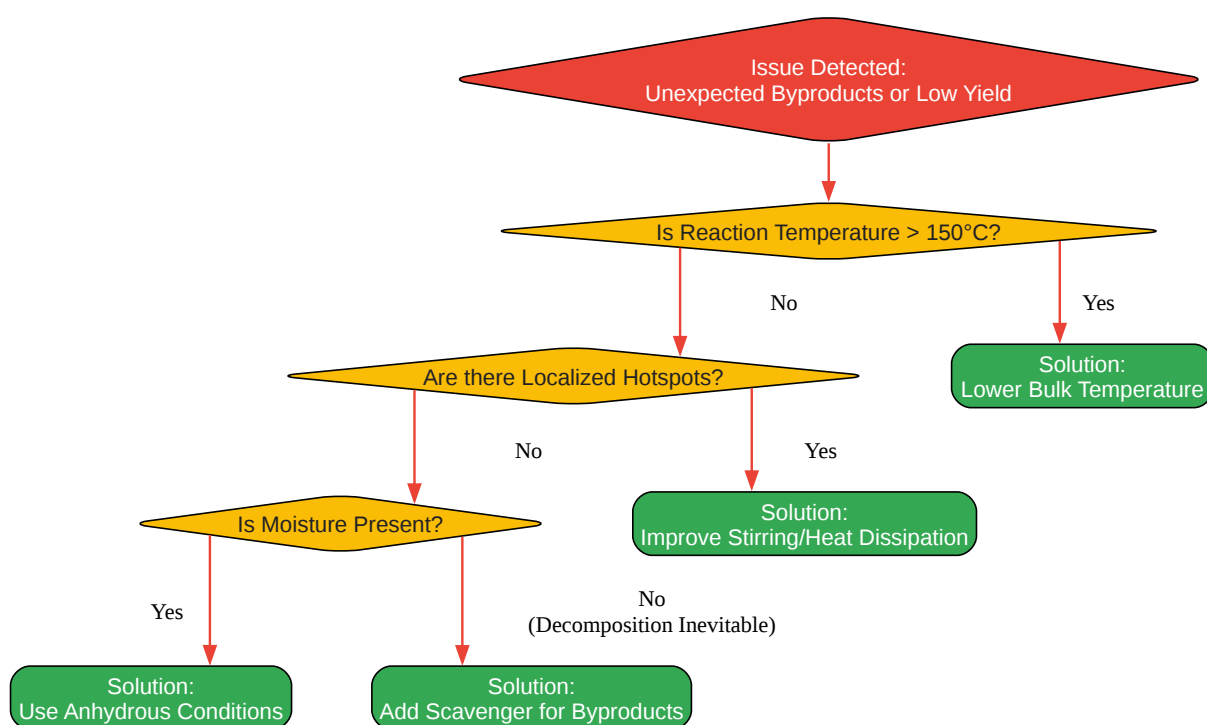 Issue Detected:
Unexpected Byproducts or Low Yield
Is Reaction Temperature > 150°C?
No
Yes
Solution:
Lower Bulk Temperature
Are there Localized Hotspots?
No
Yes
Solution:
Improve Stirring/Heat Dissipation
Is Moisture Present?
Yes
No
(Decomposition Inevitable)
Solution:
Use Anhydrous Conditions
Solution:
Add Scavenger for Byproducts